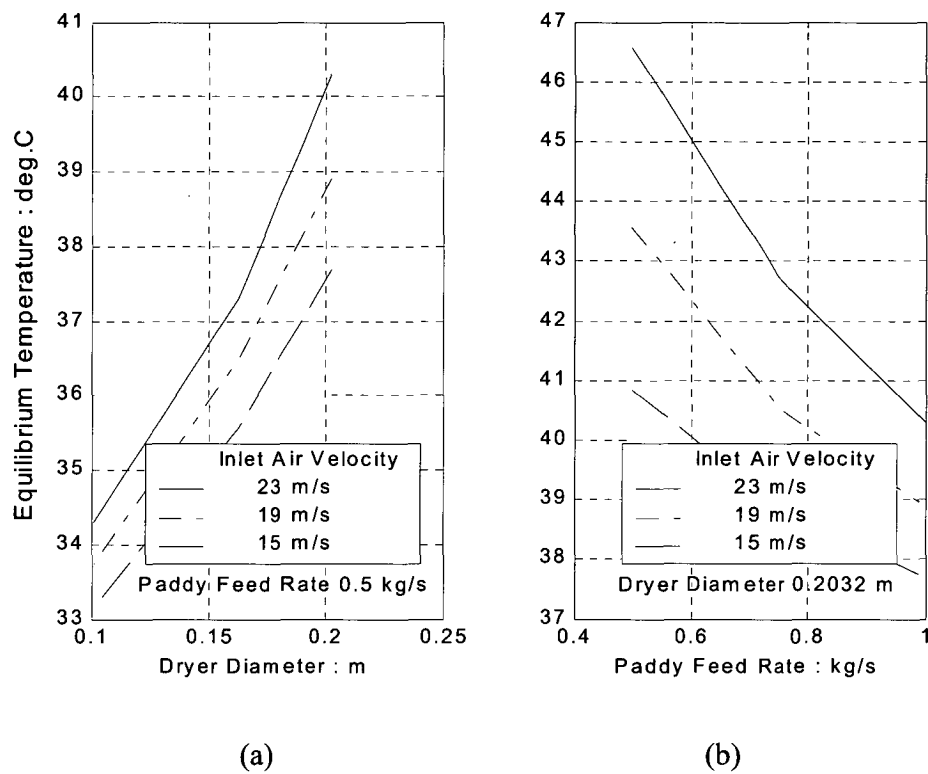 41
40
39
38
37
36
35
34
33
Equilibrium Temperature : deg.C
Inlet Air Velocity
23 m/s
19 m/s
15 m/s
Paddy Feed Rate 0.5 kg/s
0.1 0.15 0.2 0.25
Dryer Diameter : m
(a)
47
46
45
44
43
42
41
40
39
38
37
Inlet Air Velocity
23 m/s
19 m/s
15 m/s
Dryer Diameter 0.2032 m
0.4 0.6 0.8 1
Paddy Feed Rate : kg/s
(b)